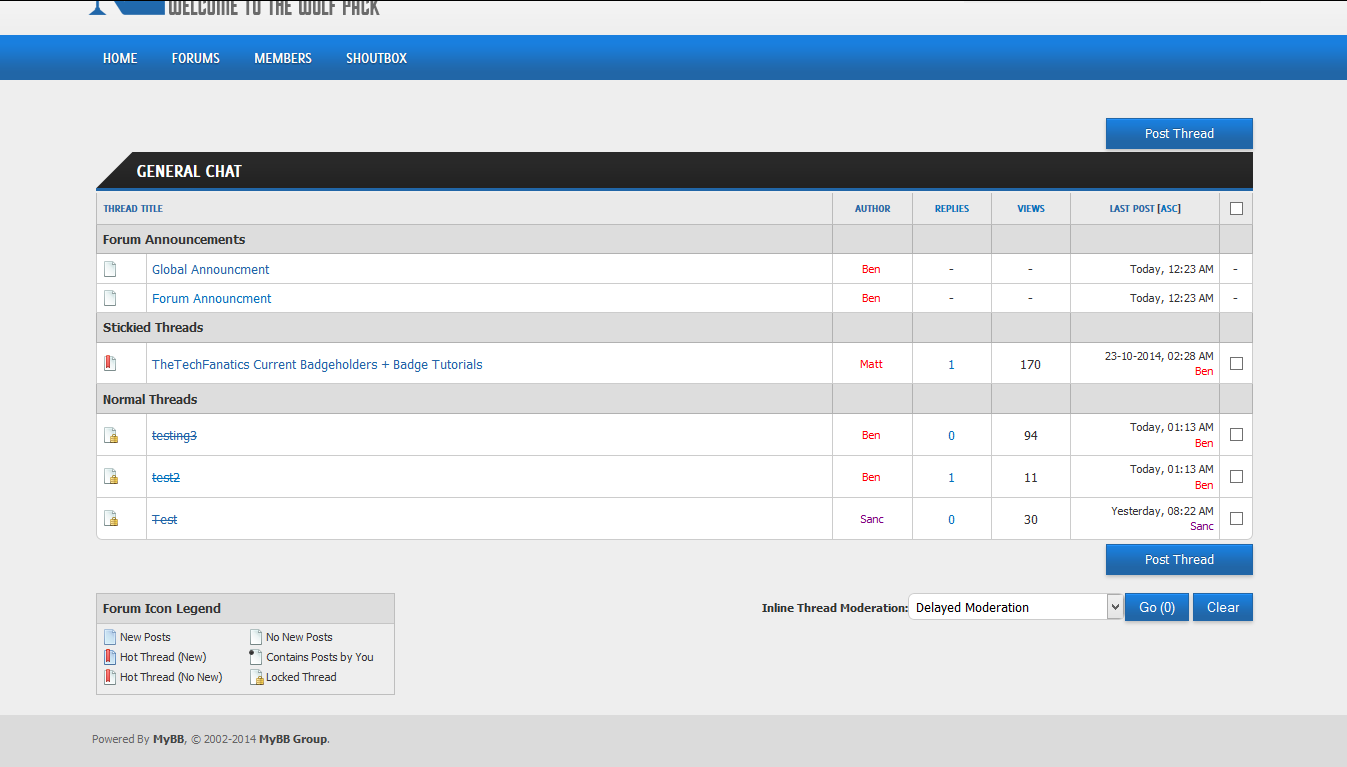 WELCOME TO THE WOLF PACK
HOME FORUMS MEMBERS SHOUTBOX
Post Thread
GENERAL CHAT
THREAD TITLE AUTHOR REPLIES VIEWS LAST POST [ASC]
Forum Announcements
Global Announcment Ben - - Today, 12:23 AM -
Forum Announcment Ben - - Today, 12:23 AM -
Stickied Threads
TheTechFanatics Current Badgeholders + Badge Tutorials Matt 1 170 23-10-2014, 02:28 AM
Ben
Normal Threads
testing3 Ben 0 94 Today, 01:13 AM
Ben
test2 Ben 1 11 Today, 01:13 AM
Ben
Test Sanc 0 30 Yesterday, 08:22 AM
Sanc
Post Thread
Forum Icon Legend
New Posts No New Posts
Hot Thread (New) Contains Posts by You
Hot Thread (No New) Locked Thread
Inline Thread Moderation: Delayed Moderation Go (0) Clear
Powered By MyBB, © 2002-2014 MyBB Group.